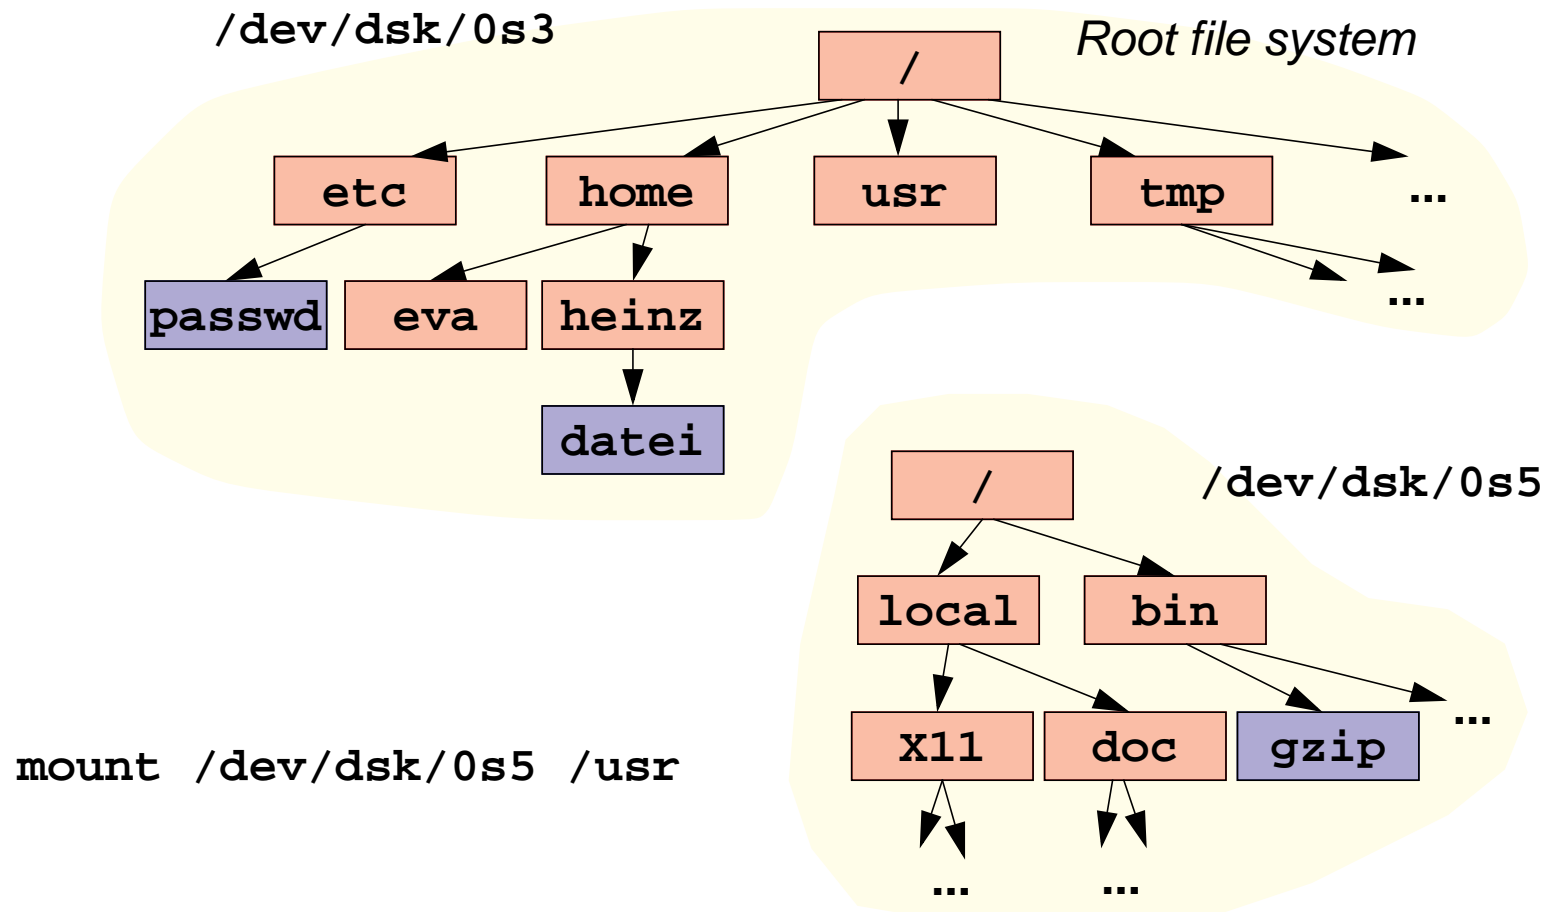 /dev/dsk/0s3
Root file system
/
etc
home
usr
tmp
...
passwd
eva
heinz
...
datei
/
/dev/dsk/0s5
local
bin
X11
doc
gzip
...
mount /dev/dsk/0s5 /usr
...
...